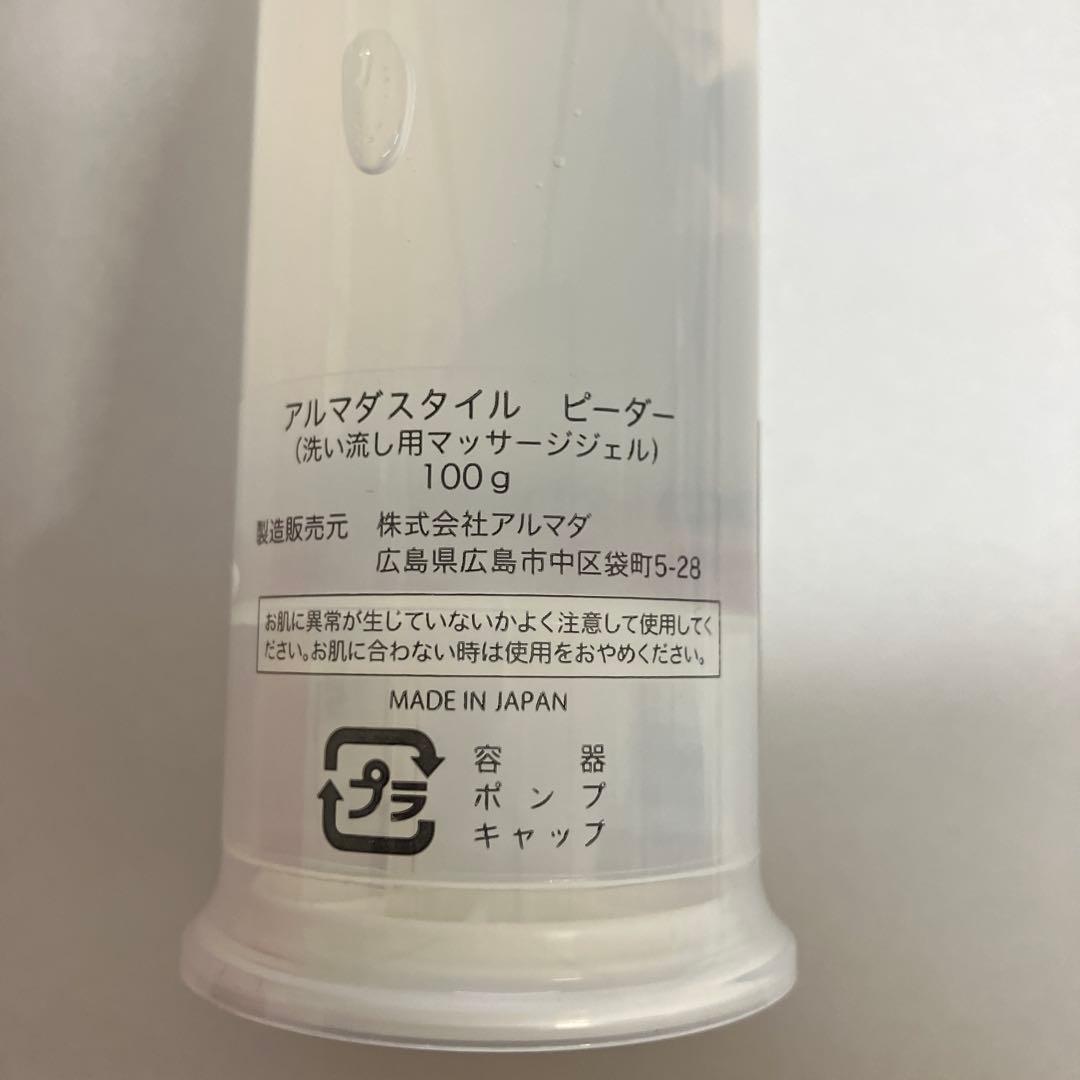 アルマダスタイル　ピーダー
(洗い流し用マッサージジェル)
100g
製造販売元　株式会社アルマダ
広島県広島市中区袋町5-28
お肌に異常が生じていないかよく注意して使用してく
ださい。お肌に合わない時は使用をおやめください。
MADE IN JAPAN
プラ
容器
ポンプ
キャップ